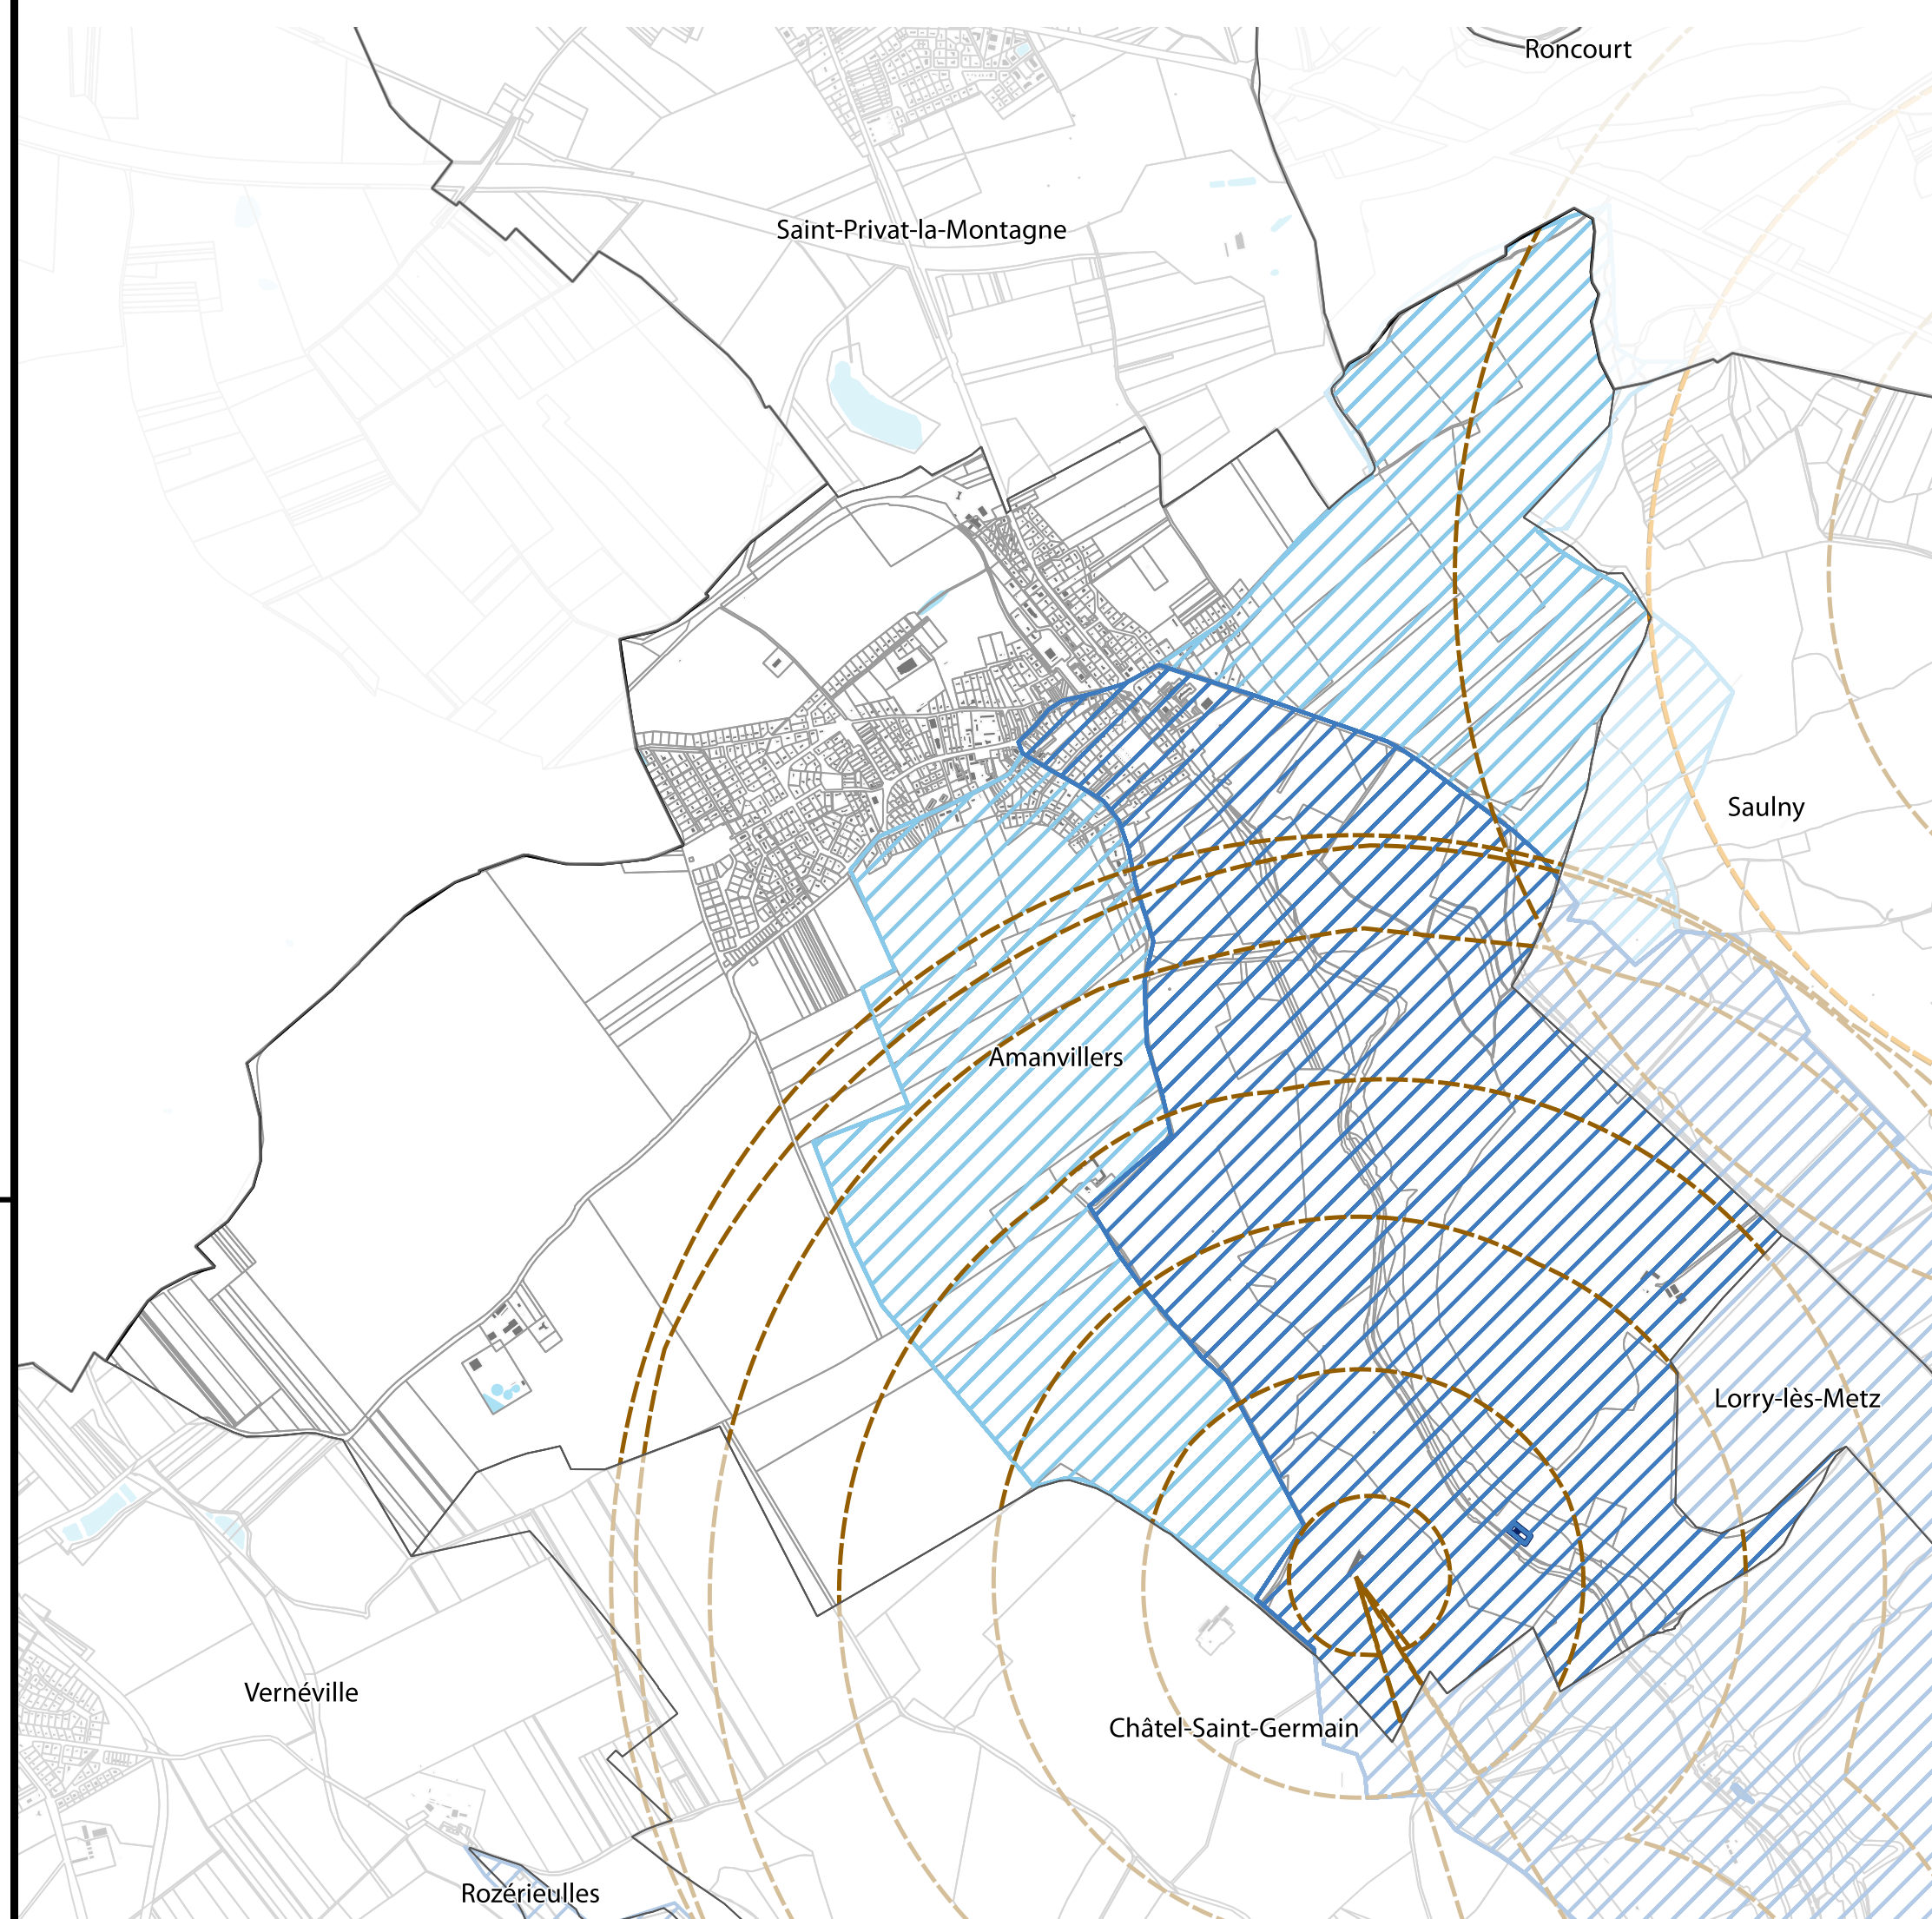 Roncourt
Saint-Privat-la-Montagne
Saulny
Amanvillers
Lorry-lès-Metz
Vernéville
Châtel-Saint-Germain
Rozérieulles